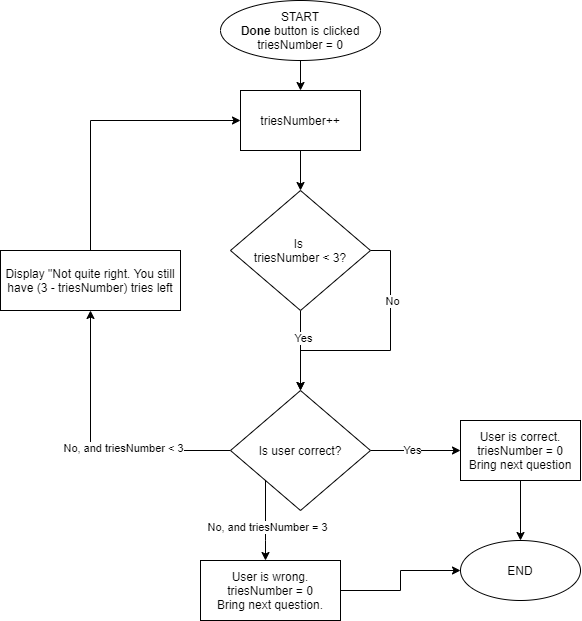 START
Done button is clicked
triesNumber = 0
triesNumber++
Is
triesNumber < 3?
Display "Not quite right. You still
have (3 - triesNumber) tries left
No
Yes
Is user correct?
No, and triesNumber < 3
Yes
User is correct.
triesNumber = 0
Bring next question
No, and triesNumber = 3
User is wrong.
triesNumber = 0
Bring next question.
END